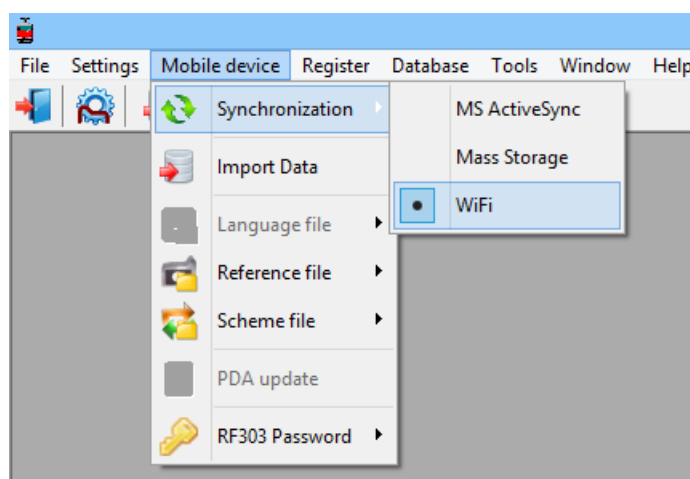 File Settings Mobile device Register Database Tools Window Help
Synchronization
MS ActiveSync
Import Data
Mass Storage
WiFi
Language file
Reference file
Scheme file
PDA update
RF303 Password